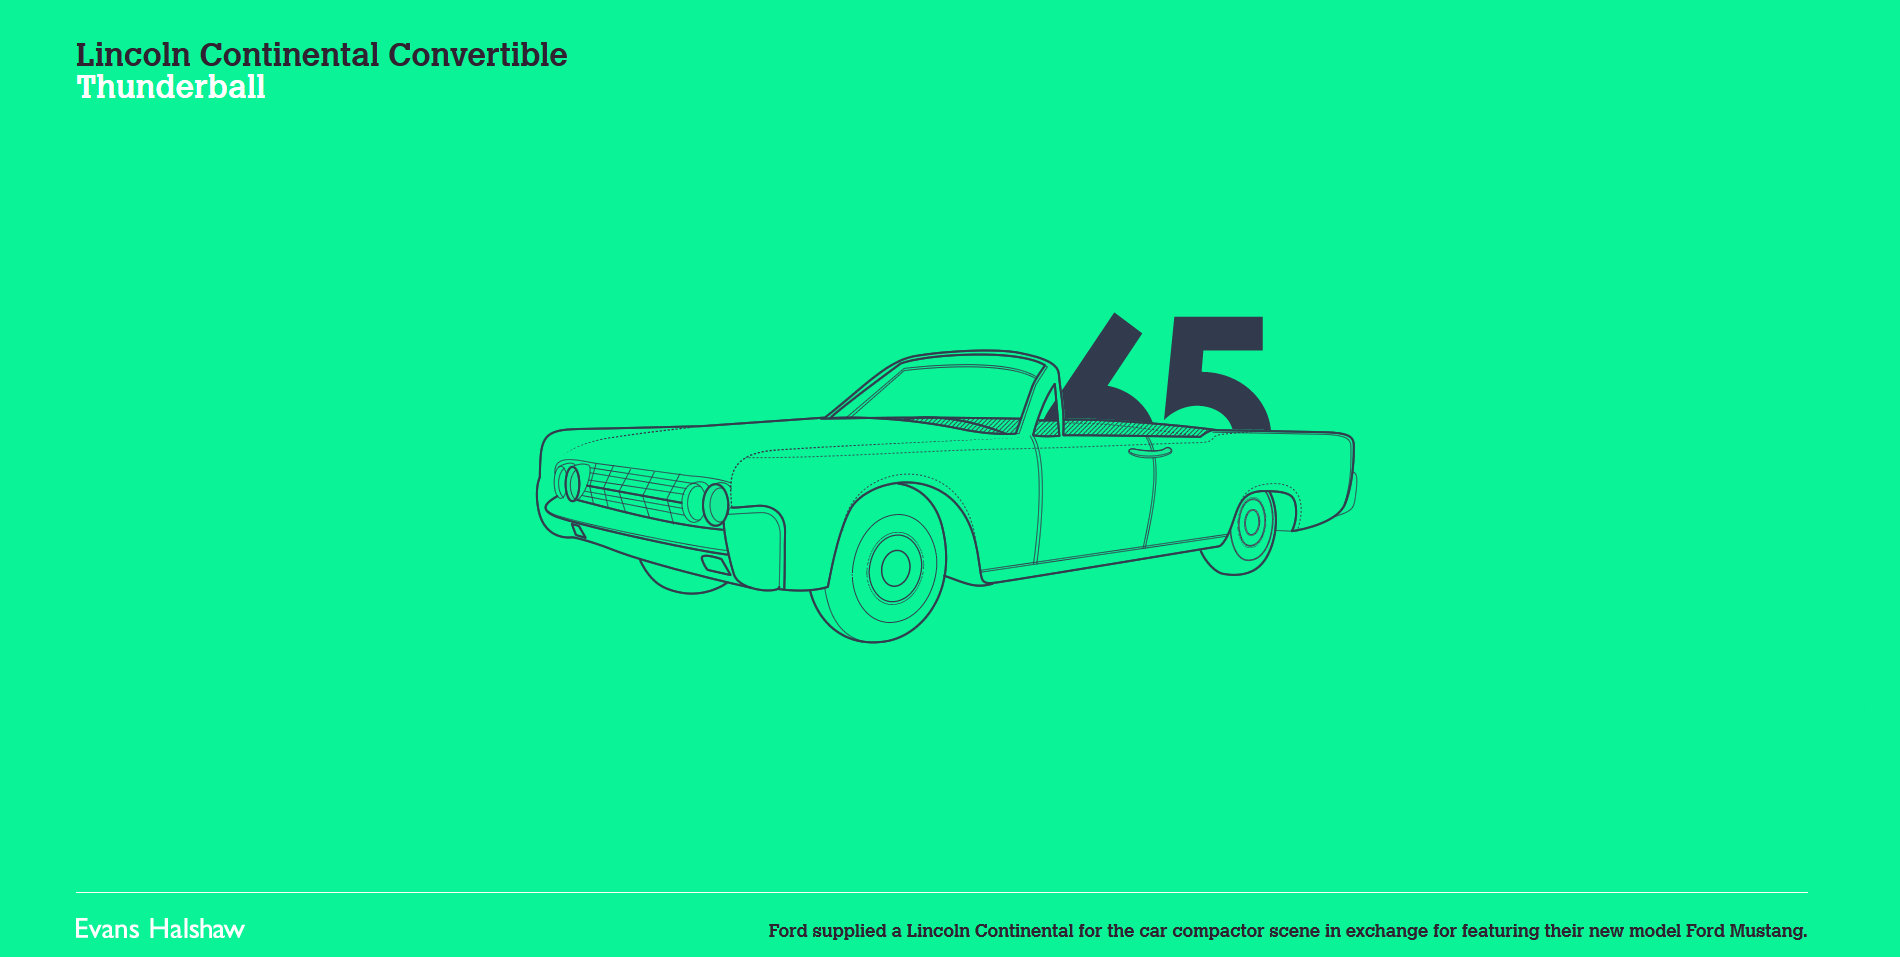 Lincoln Continental Convertible
Thunderball
65
Evans Halshaw
Ford supplied a Lincoln Continental for the car compactor scene in exchange for featuring their new model Ford Mustang.